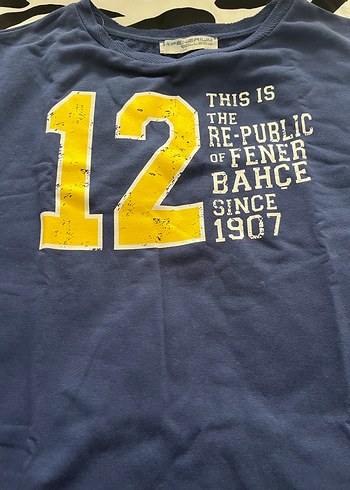 12
THIS IS
THE
RE-PUBLIC
OF FENER
BAHÇE
SINCE
1907